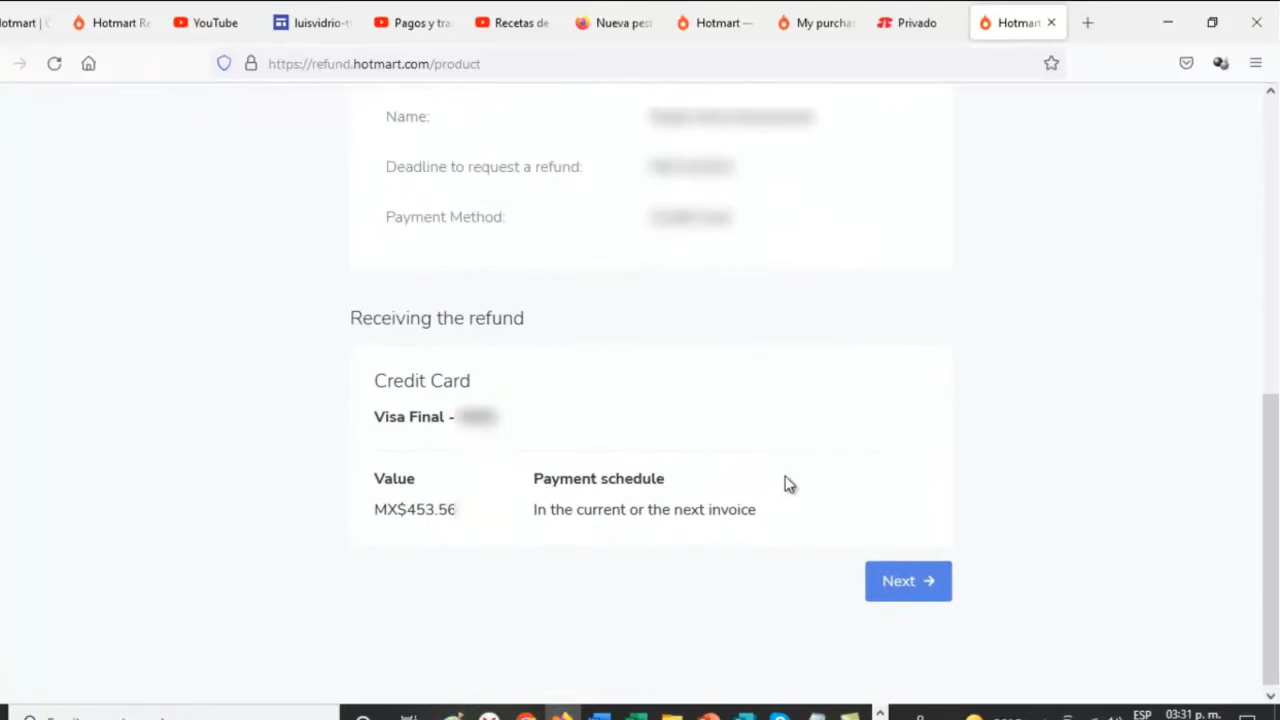 otmart | C
Hotmart Re
YouTube
luisvidrio-t
Pagos y tra
Recetas de
Nueva pest
Hotmart —
My purcha
Privado
Hotmart
https://refund.hotmart.com/product
Name:
Deadline to request a refund:
Payment Method:
Receiving the refund
Credit Card
Visa Final -
Value
Payment schedule
MX$453.56
In the current or the next invoice
Next →
ESP
03:31 p. m.